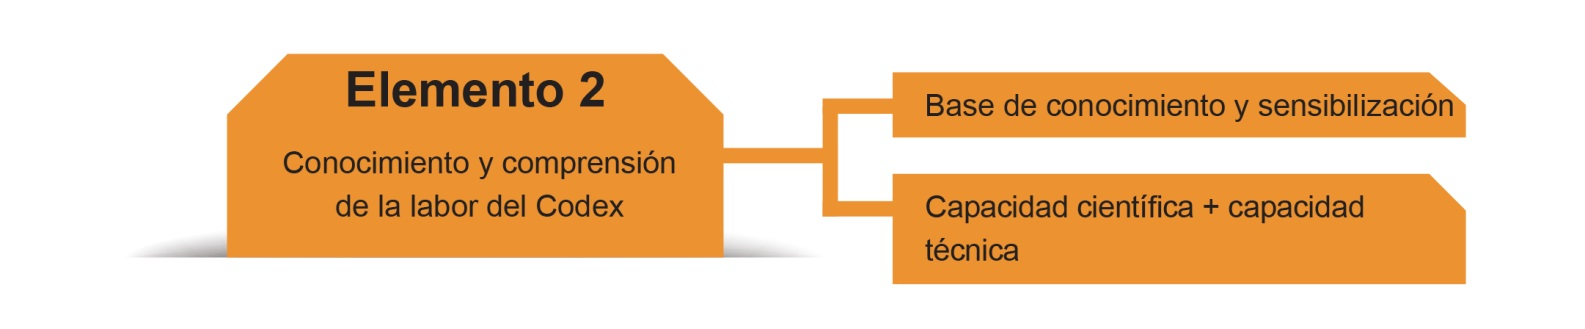 Elemento 2
Conocimiento y comprensión
de la labor del Codex
Base de conocimiento y sensibilización
Capacidad científica + capacidad
técnica